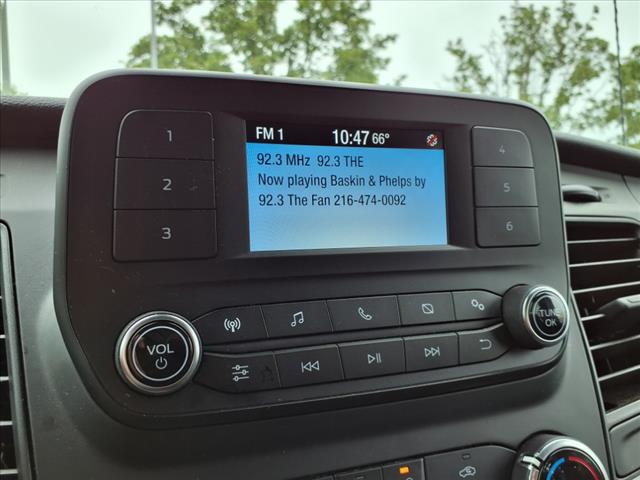 FM 1 10:47 66°
92.3 MHz 92.3 THE
Now playing Baskin & Phelps by
92.3 The Fan 216-474-0092
1
2
3
4
5
6
VOL
TUNE
OK